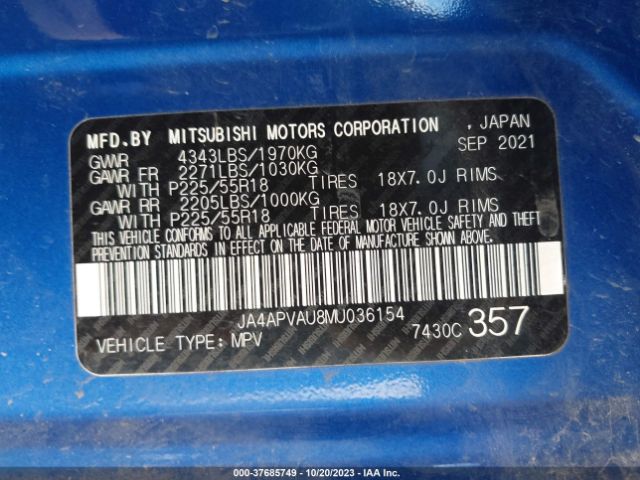 MFD.BY MITSUBISHI MOTORS CORPORATION , JAPAN
GVWR 4343LBS/1970KG SEP 2021
GAWR FR 2271LBS/1030KG
WITH P225/55R18 TIRES 18X7.0J RIMS
GAWR RR 2205LBS/1000KG
WITH P225/55R18 TIRES 18X7.0J RIMS
THIS VEHICLE CONFORMS TO ALL APPLICABLE FEDERAL MOTOR VEHICLE SAFETY AND THEFT
PREVENTION STANDARDS IN EFFECT ON THE DATE OF MANUFACTURE SHOWN ABOVE.
JA4APVAU8MU036154
VEHICLE TYPE: MPV 7430C 357
000-37685749 - 10/20/2023 - IAA Inc.